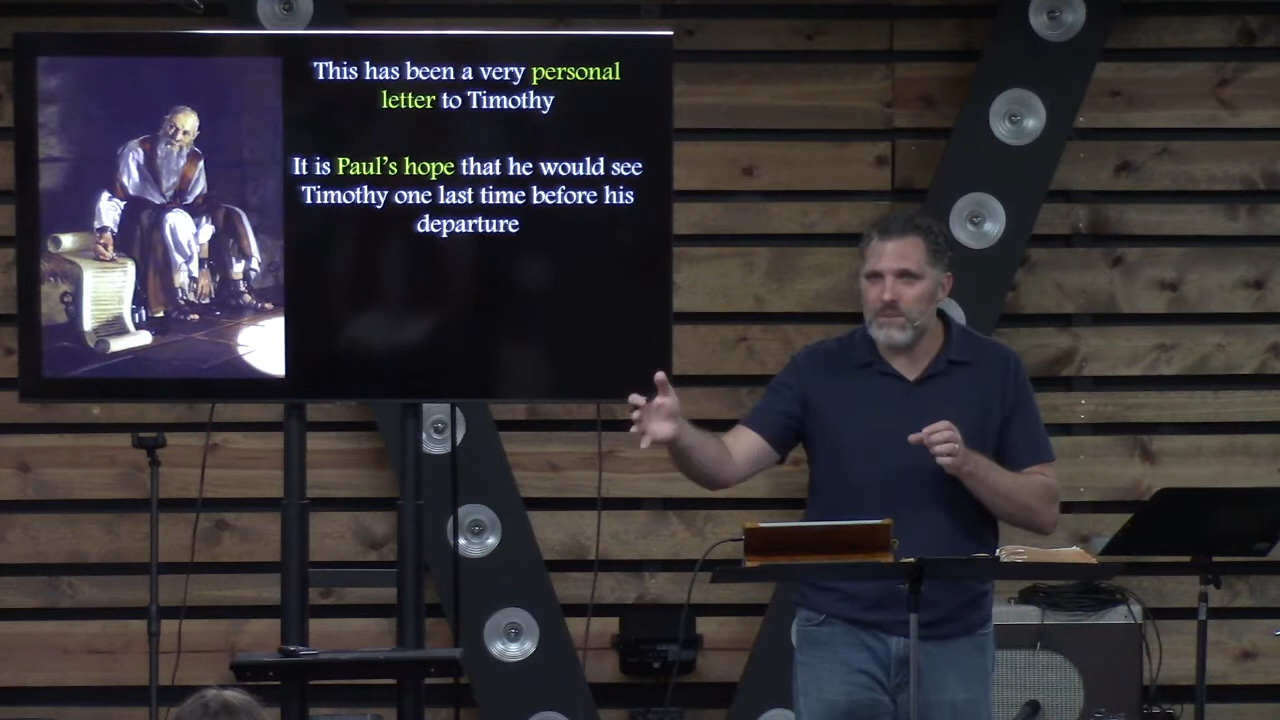 This has been a very personal
letter to Timothy
It is Paul's hope that he would see
Timothy one last time before his
departure